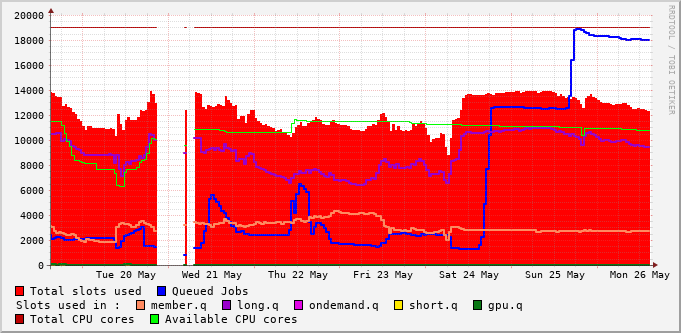 20000
18000
16000
14000
12000
10000
8000
6000
4000
2000
0
Tue 20 May Wed 21 May Thu 22 May Fri 23 May Sat 24 May Sun 25 May Mon 26 May
Total slots used Queued Jobs
Slots used in : member.q long.q ondemand.q short.q gpu.q
Total CPU cores Available CPU cores
RRDTOOL / TOBI OETIKER